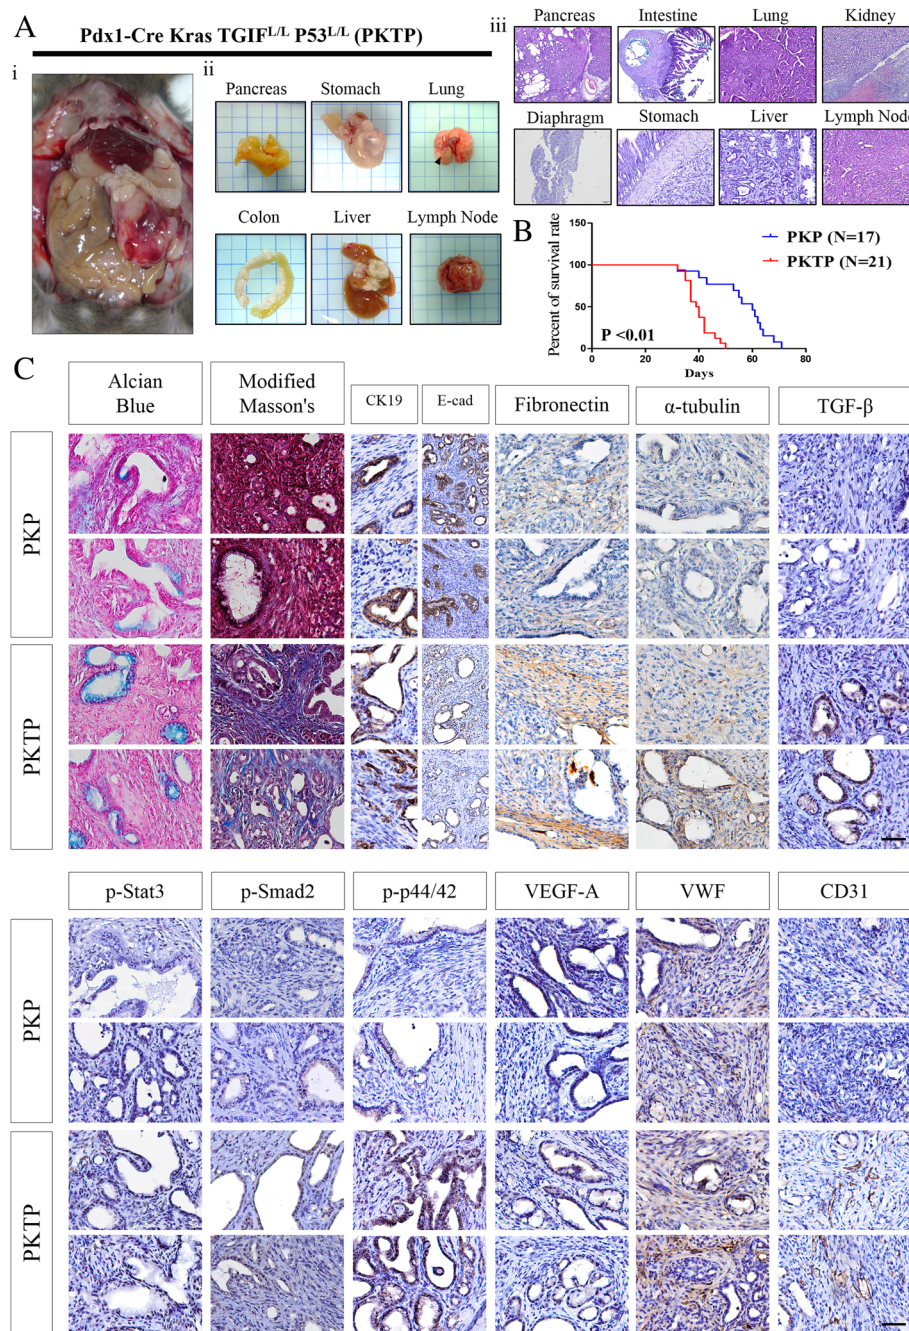 A
Pdx1-Cre Kras TGIF^L/L P53^L/L (PKTP)
i
ii
Pancreas
Stomach
Lung
Colon
Liver
Lymph Node
iii
Pancreas
Intestine
Lung
Kidney
Diaphragm
Stomach
Liver
Lymph Node
B
Percent of survival rate
150
100
50
0
PKP (N=17)
PKTP (N=21)
P <0.01
0
20
40
60
80
Days
C
Alcian
Blue
Modified
Masson's
CK19
E-cad
Fibronectin
α-tubulin
TGF-β
PKP
PKTP
p-Stat3
p-Smad2
p-p44/42
VEGF-A
VWF
CD31
PKP
PKTP